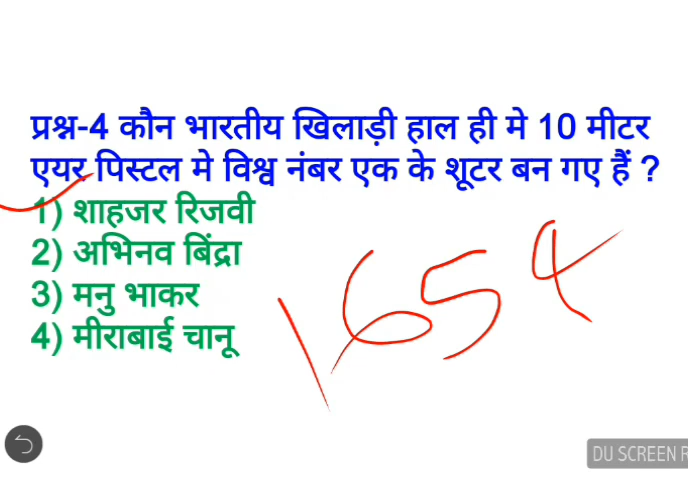 प्रश्न-4 कौन भारतीय खिलाड़ी हाल ही मे 10 मीटर
एयर पिस्टल मे विश्व नंबर एक के शूटर बन गए हैं ?
1) शाहजर रिजवी
2) अभिनव बिंद्रा
3) मनु भाकर
4) मीराबाई चानू
1654
DU SCREEN R